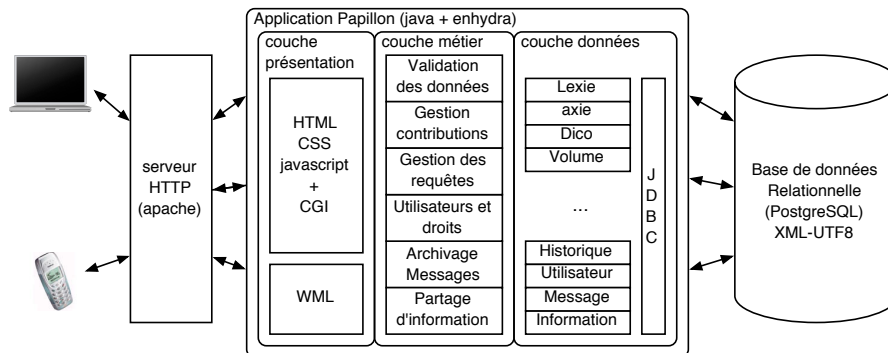 Application Papillon (java + enhydra)
couche
présentation
HTML
CSS
javascript
+
CGI
WML
couche métier
Validation
des données
Gestion
contributions
Gestion des
requêtes
Utilisateurs et
droits
Archivage
Messages
Partage
d'information
couche données
Lexie
axie
Dico
Volume
...
Historique
Utilisateur
Message
Information
J
D
B
C
serveur
HTTP
(apache)
Base de données
Relationnelle
(PostgreSQL)
XML-UTF8